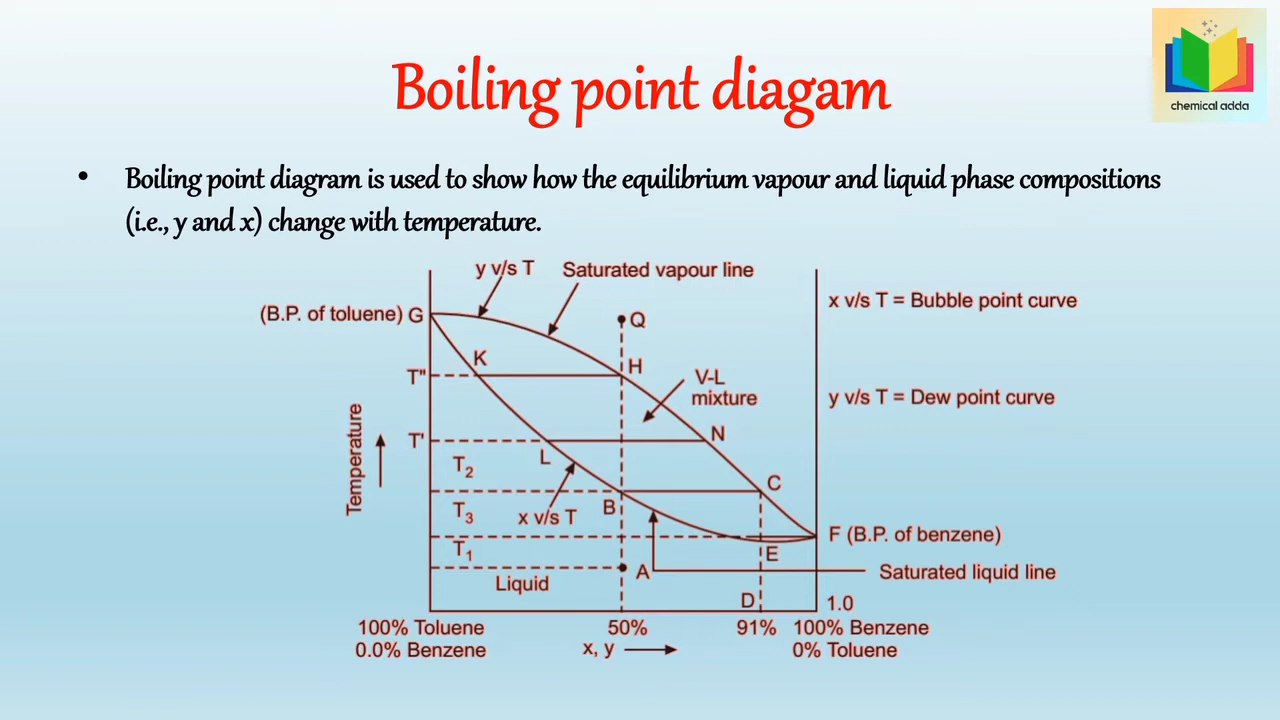 chemical adda
Boiling point diagam
• Boiling point diagram is used to show how the equilibrium vapour and liquid phase compositions
(i.e., y and x) change with temperature.
y v/s T
Saturated vapour line
x v/s T = Bubble point curve
(B.P. of toluene) G
Q
K
H
T"
V-L
mixture
y v/s T = Dew point curve
N
T'
L
T₂
C
Temperature
B
T₃
x v/s T
F (B.P. of benzene)
T₁
E
A
Saturated liquid line
Liquid
D
1.0
100% Toluene
0.0% Benzene
50%
91%
100% Benzene
0% Toluene
x, y